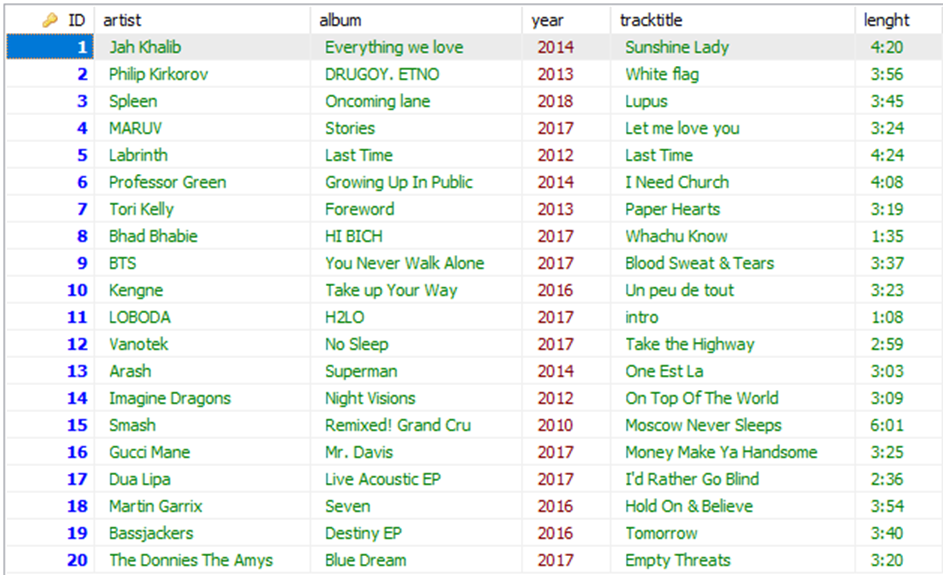 ID artist album year tracktitle lenght
1 Jah Khalib Everything we love 2014 Sunshine Lady 4:20
2 Philip Kirkorov DRUGOY. ETNO 2013 White flag 3:56
3 Spleen Oncoming lane 2018 Lupus 3:45
4 MARUV Stories 2017 Let me love you 3:24
5 Labrinth Last Time 2012 Last Time 4:24
6 Professor Green Growing Up In Public 2014 I Need Church 4:08
7 Tori Kelly Foreword 2013 Paper Hearts 3:19
8 Bhad Bhabie HI BICH 2017 Whachu Know 1:35
9 BTS You Never Walk Alone 2017 Blood Sweat & Tears 3:37
10 Kengne Take up Your Way 2016 Un peu de tout 3:23
11 LOBODA H2LO 2017 intro 1:08
12 Vanotek No Sleep 2017 Take the Highway 2:59
13 Arash Superman 2014 One Est La 3:03
14 Imagine Dragons Night Visions 2012 On Top Of The World 3:09
15 Smash Remixed! Grand Cru 2010 Moscow Never Sleeps 6:01
16 Gucci Mane Mr. Davis 2017 Money Make Ya Handsome 3:25
17 Dua Lipa Live Acoustic EP 2017 I'd Rather Go Blind 2:36
18 Martin Garrix Seven 2016 Hold On & Believe 3:54
19 Bassjackers Destiny EP 2016 Tomorrow 3:40
20 The Donnies The Amys Blue Dream 2017 Empty Threats 3:20